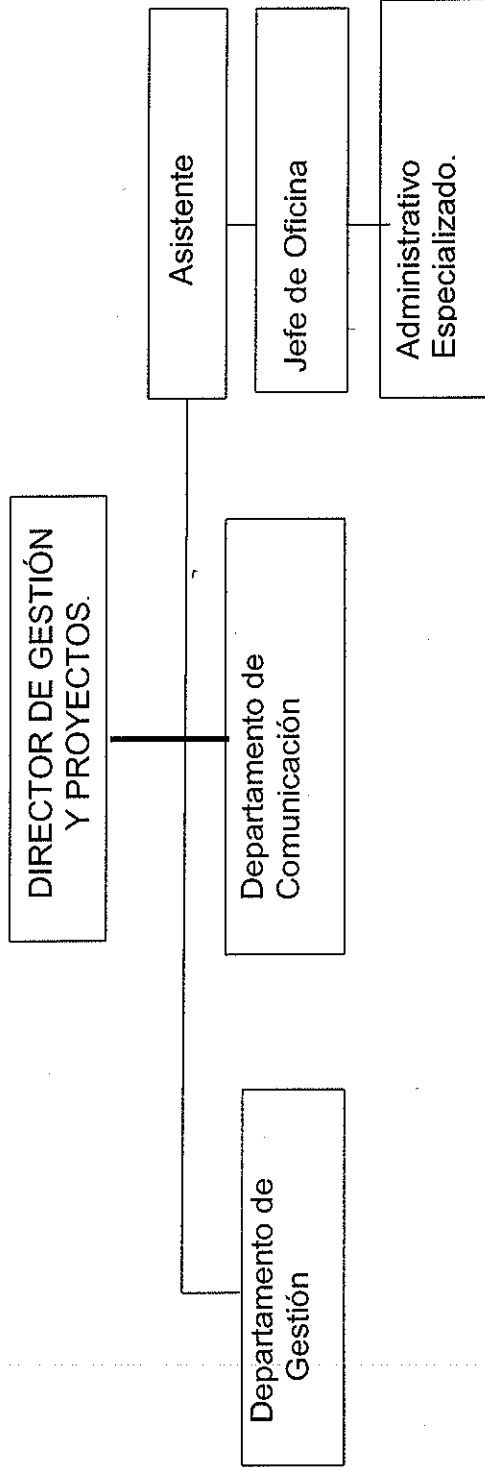 DIRECTOR DE GESTIÓN
Y PROYECTOS.
Asistente
Departamento de
Gestión
Departamento de
Comunicación
Jefe de Oficina
Administrativo
Especializado.